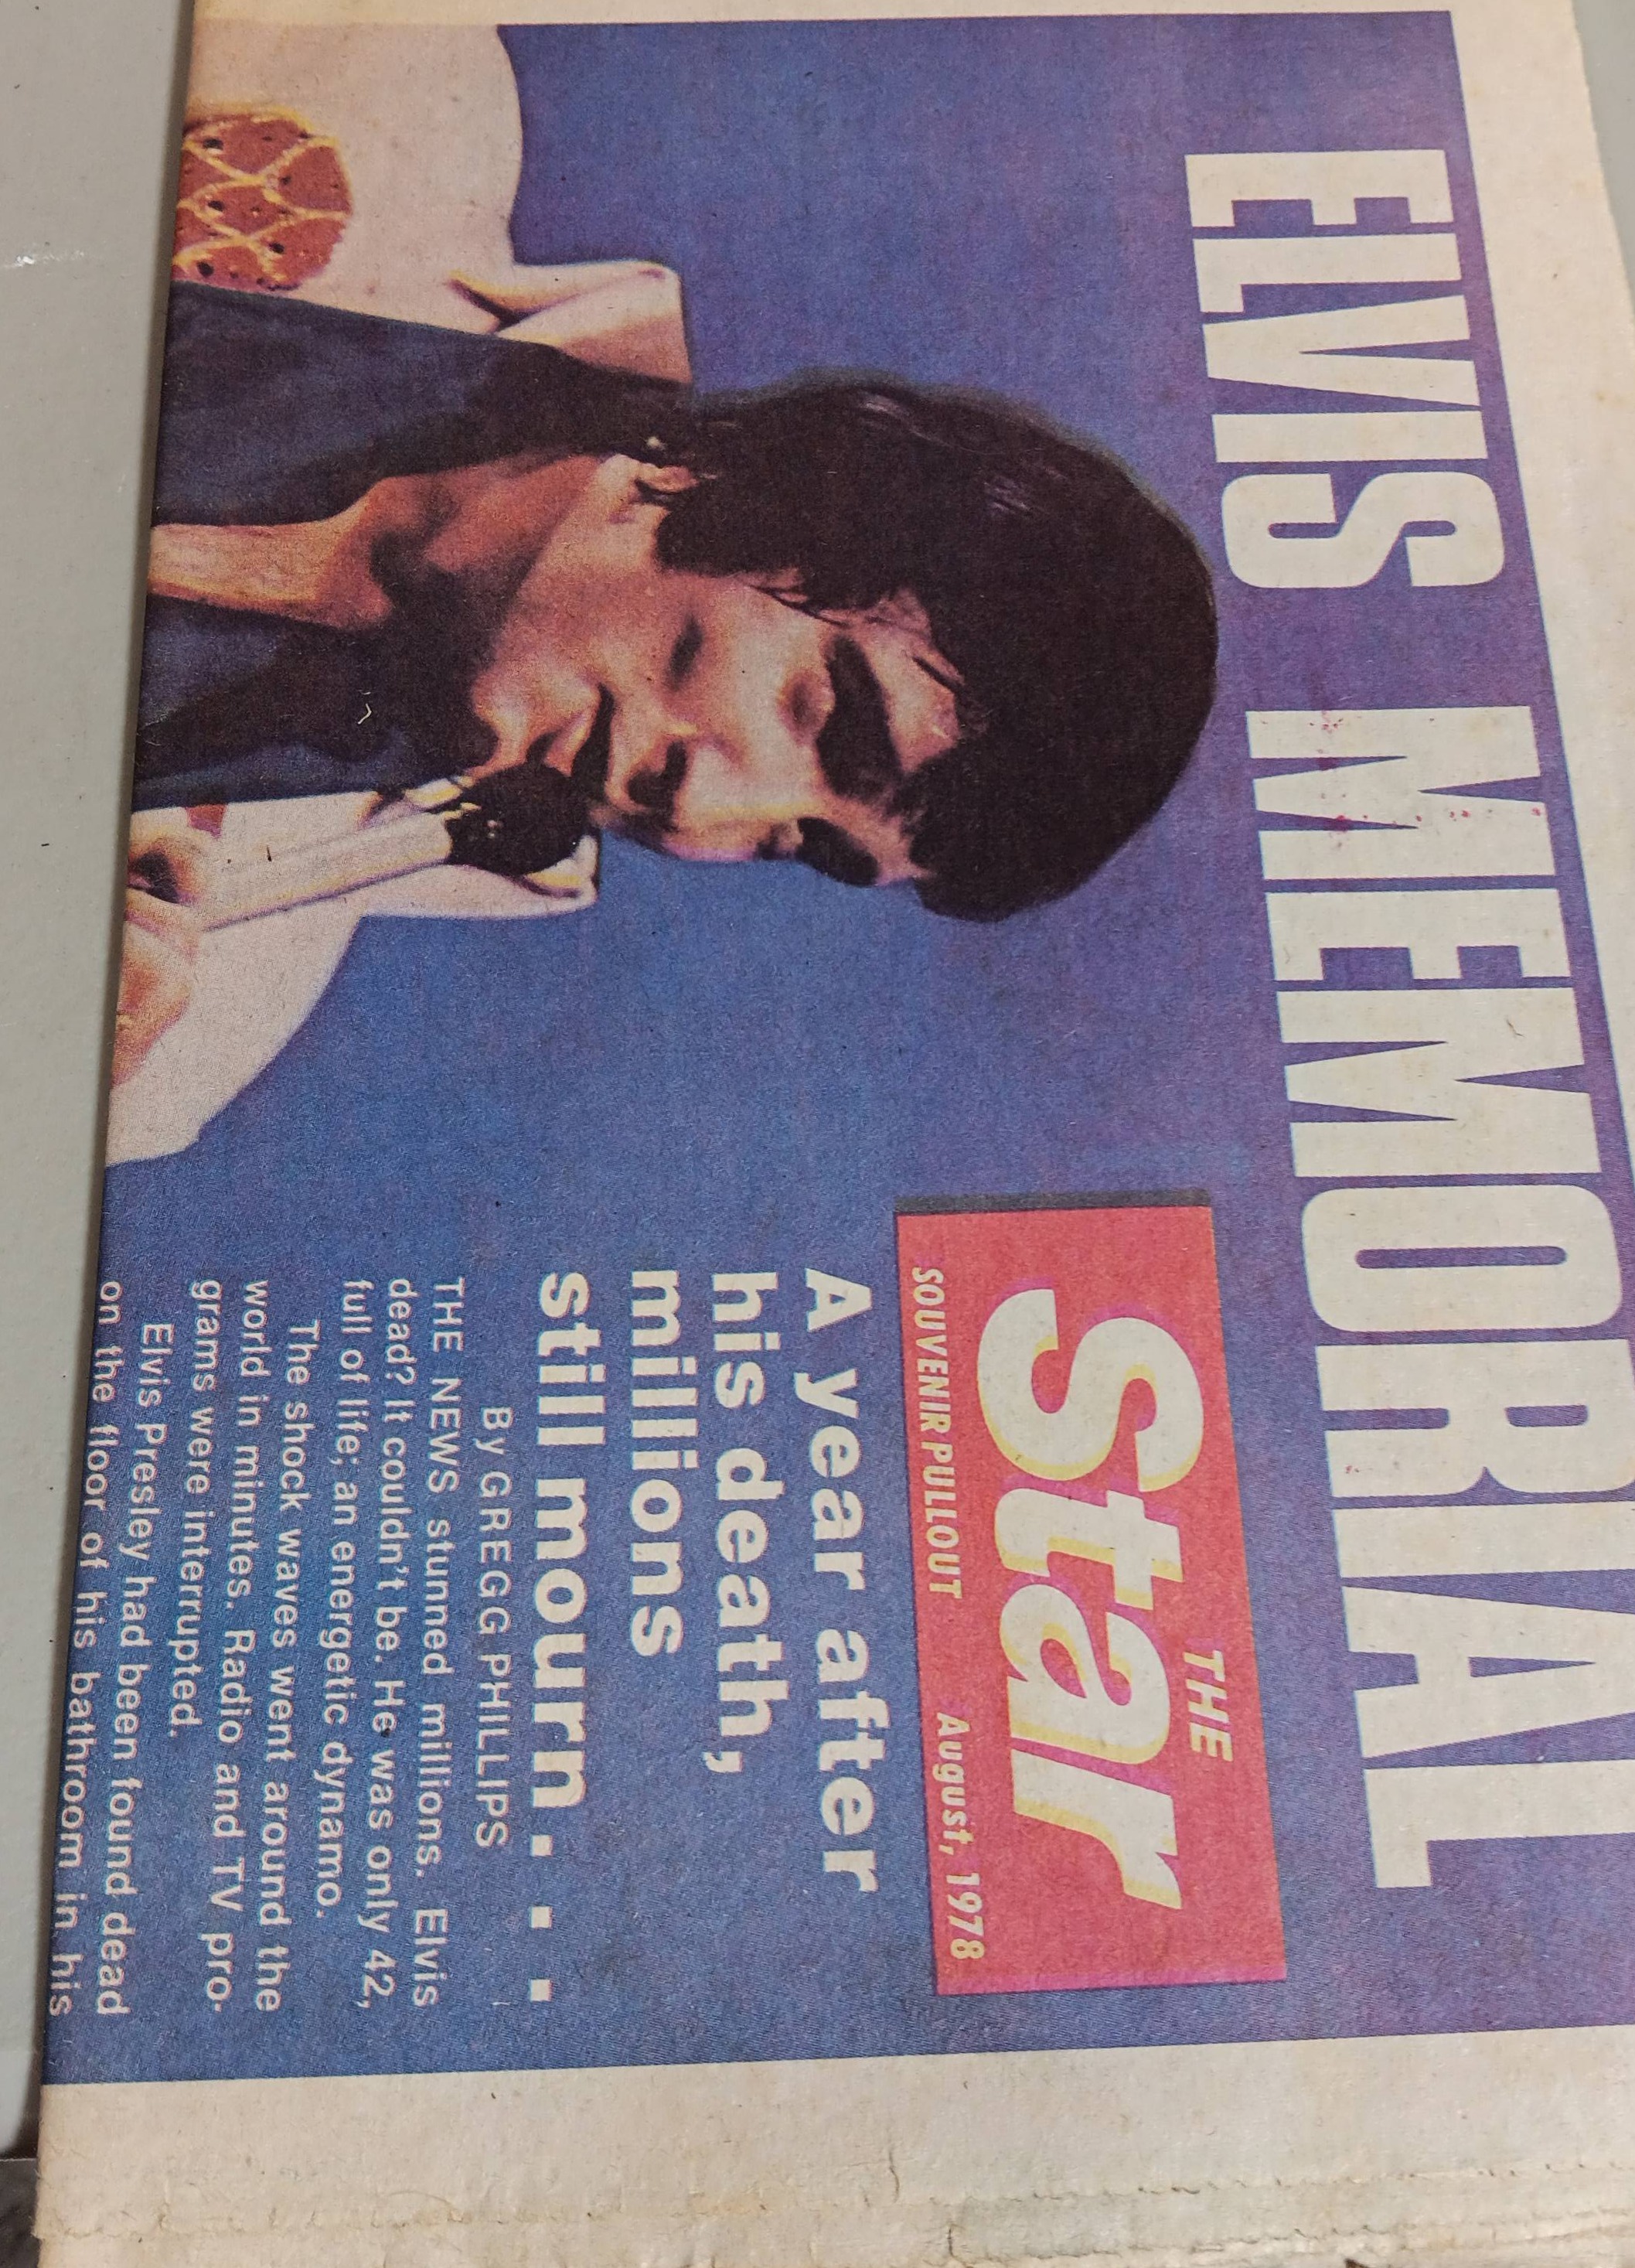 ELVIS MEMORIAL
THE
Star
SOUVENIR PULLOUT August, 1978
A year after
his death,
millions
still mourn . . .
By GREGG PHILLIPS
THE NEWS stunned millions. Elvis
dead? It couldn't be. He was only 42,
full of life; an energetic dynamo.
The shock waves went around the
world in minutes. Radio and TV pro-
grams were interrupted.
Elvis Presley had been found dead
on the floor of his bathroom in his